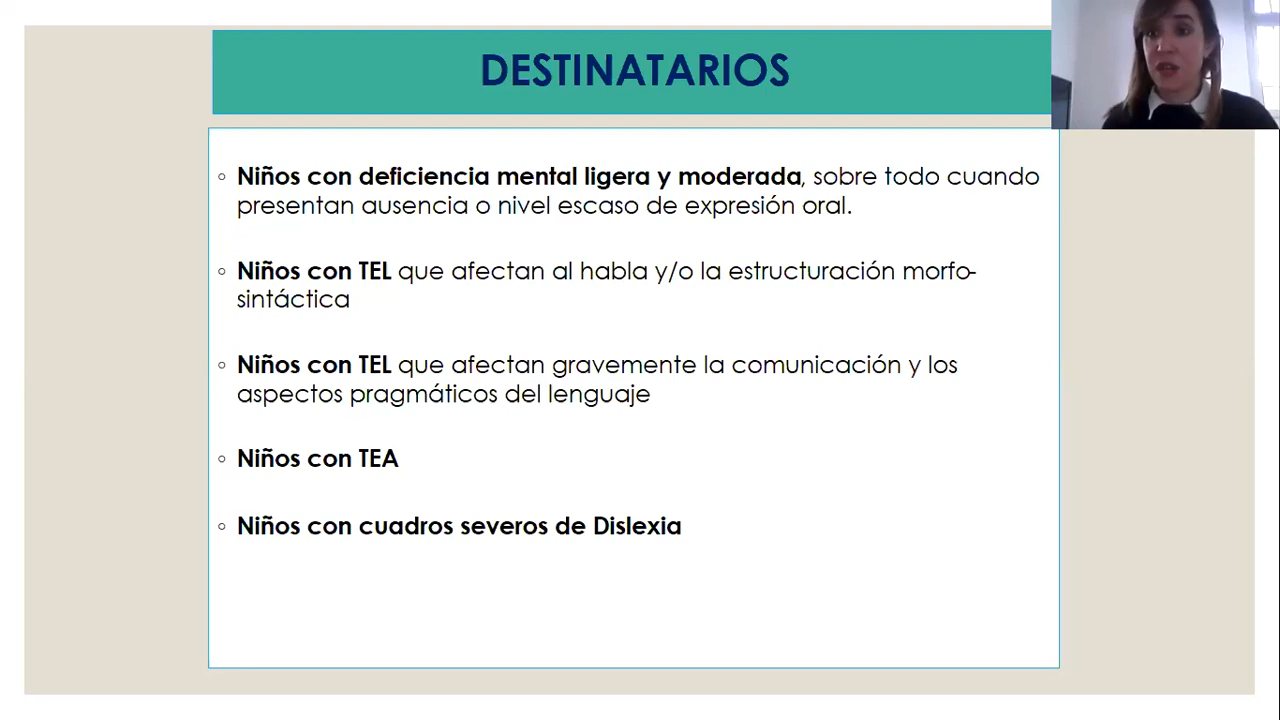 DESTINATARIOS
◦ Niños con deficiencia mental ligera y moderada, sobre todo cuando
presentan ausencia o nivel escaso de expresión oral.
◦ Niños con TEL que afectan al habla y/o la estructuración morfo-
sintáctica
◦ Niños con TEL que afectan gravemente la comunicación y los
aspectos pragmáticos del lenguaje
◦ Niños con TEA
◦ Niños con cuadros severos de Dislexia